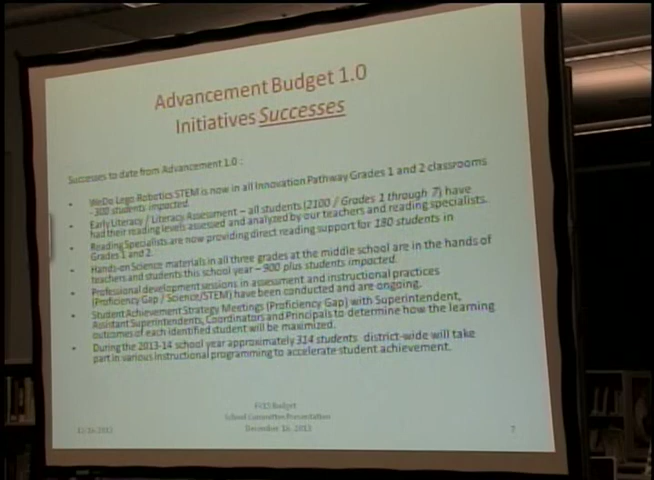 Advancement Budget 1.0
Initiatives Successes
Successes to date from Advancement 1.0 :
• WeDo Lego Robotics STEM is now in all Innovation Pathway Grades 1 and 2 classrooms
- 300 students impacted.
• Early Literacy / Literacy Assessment – all students (2100 / Grades 1 through 7) have
had their reading levels assessed and analyzed by our teachers and reading specialists.
• Reading Specialists are now providing direct reading support for 180 students in
Grades 1 and 2.
• Hands-on Science materials in all three grades at the middle school are in the hands of
teachers and students this school year – 900 plus students impacted.
• Professional development sessions in assessment and instructional practices
(Proficiency Gap / Science/STEM) have been conducted and are ongoing.
• Student Achievement Strategy Meetings (Proficiency Gap) with Superintendent,
Assistant Superintendents, Coordinators and Principals to determine how the learning
outcomes of each identified student will be maximized.
• During the 2013-14 school year approximately 314 students district-wide will take
part in various instructional programming to accelerate student achievement.
FY15 Budget
School Committee Presentation
12/16/2013 December 16, 2013 7